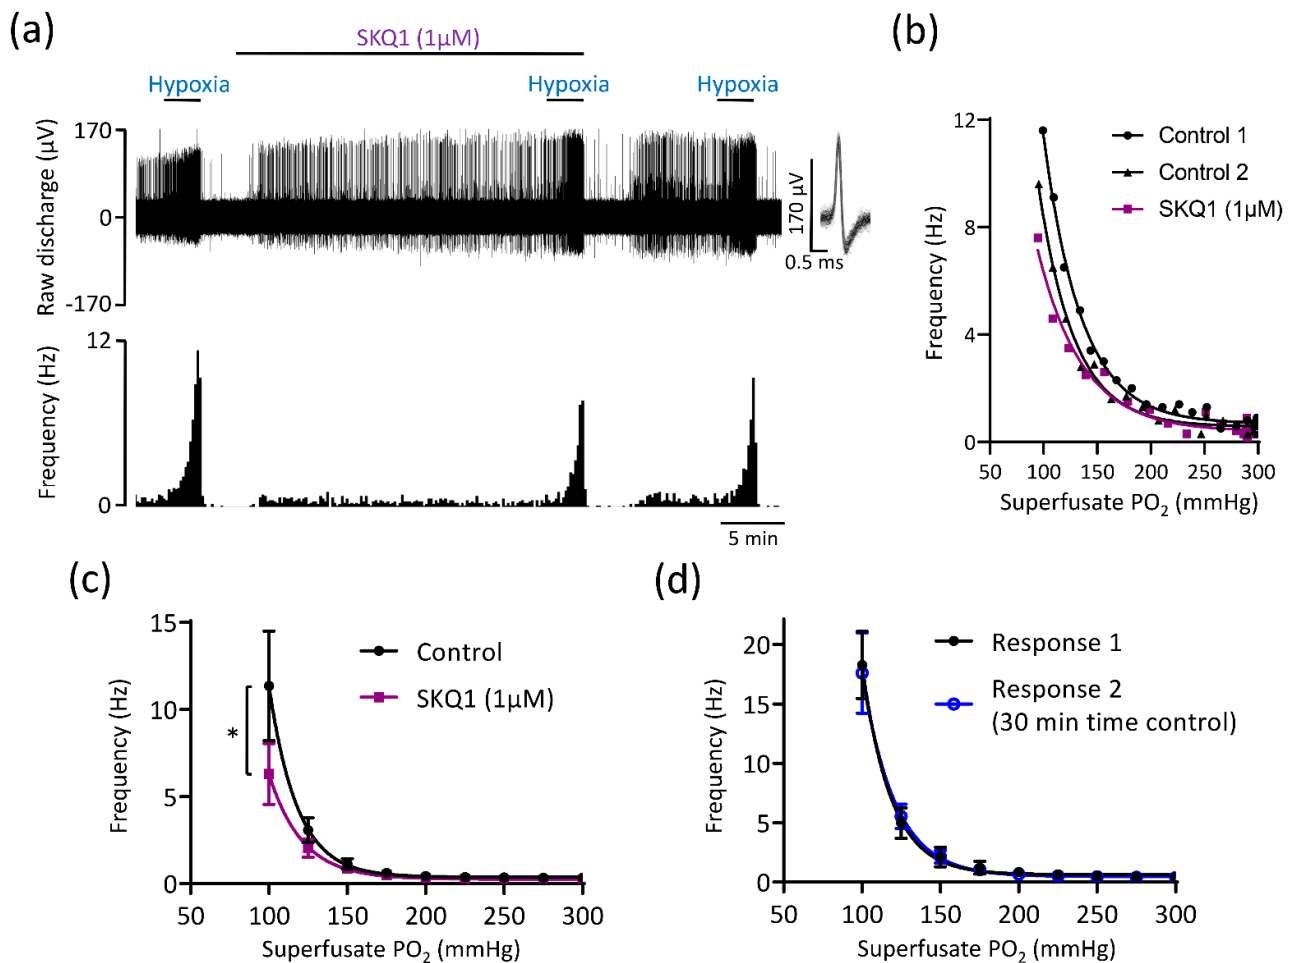 (a)
SKQ1 (1µM)
Hypoxia
Hypoxia
Hypoxia
Raw discharge (µV)
170
0
-170
170 µV
0.5 ms
Frequency (Hz)
12
0
5 min
(b)
Frequency (Hz)
12
8
4
0
Control 1
Control 2
SKQ1 (1µM)
50 100 150 200 250 300
Superfusate PO₂ (mmHg)
(c)
Frequency (Hz)
15
10
5
0
Control
SKQ1 (1µM)
*
50 100 150 200 250 300
Superfusate PO₂ (mmHg)
(d)
Frequency (Hz)
20
15
10
5
0
Response 1
Response 2
(30 min time control)
50 100 150 200 250 300
Superfusate PO₂ (mmHg)